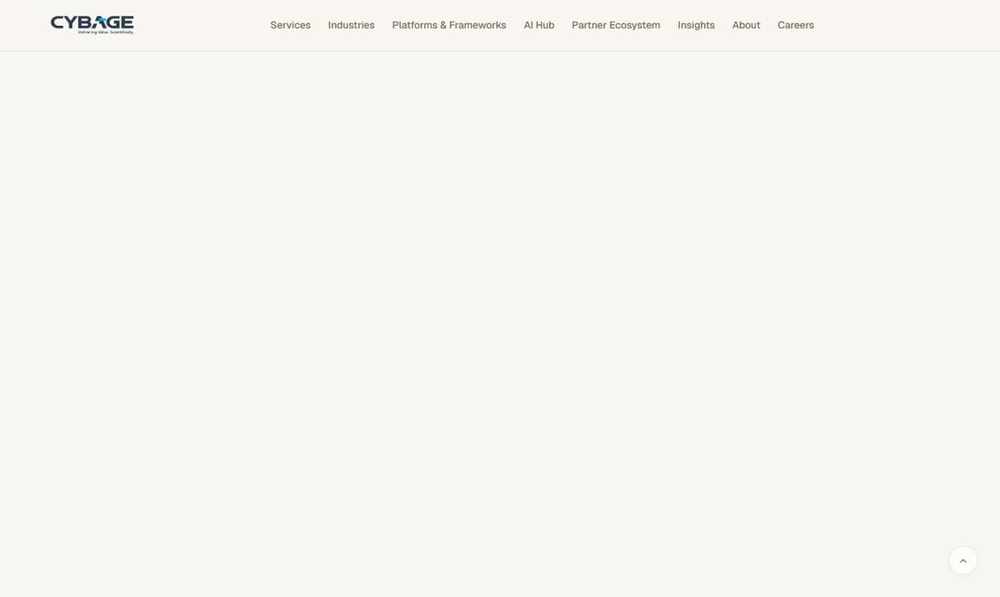 CYBAGE
Delivering Value. Scientifically.
Services
Industries
Platforms & Frameworks
AI Hub
Partner Ecosystem
Insights
About
Careers